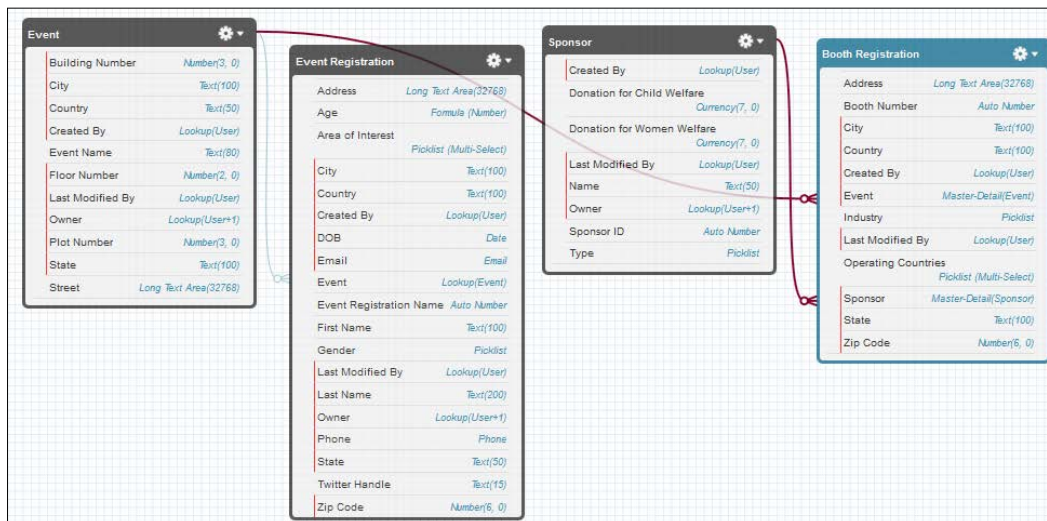 Event
Building Number Number(3, 0)
City Text(100)
Country Text(50)
Created By Lookup(User)
Event Name Text(80)
Floor Number Number(2, 0)
Last Modified By Lookup(User)
Owner Lookup(User+1)
Plot Number Number(3, 0)
State Text(100)
Street Long Text Area(32768)
Event Registration
Address Long Text Area(32768)
Age Formula (Number)
Area of Interest
Picklist (Multi-Select)
City Text(100)
Country Text(100)
Created By Lookup(User)
DOB Date
Email Email
Event Lookup(Event)
Event Registration Name Auto Number
First Name Text(100)
Gender Picklist
Last Modified By Lookup(User)
Last Name Text(200)
Owner Lookup(User+1)
Phone Phone
State Text(50)
Twitter Handle Text(15)
Zip Code Number(6, 0)
Sponsor
Created By Lookup(User)
Donation for Child Welfare
Currency(7, 0)
Donation for Women Welfare
Currency(7, 0)
Last Modified By Lookup(User)
Name Text(50)
Owner Lookup(User+1)
Sponsor ID Auto Number
Type Picklist
Booth Registration
Address Long Text Area(32768)
Booth Number Auto Number
City Text(100)
Country Text(100)
Created By Lookup(User)
Event Master-Detail(Event)
Industry Picklist
Last Modified By Lookup(User)
Operating Countries
Picklist (Multi-Select)
Sponsor Master-Detail(Sponsor)
State Text(100)
Zip Code Number(6, 0)